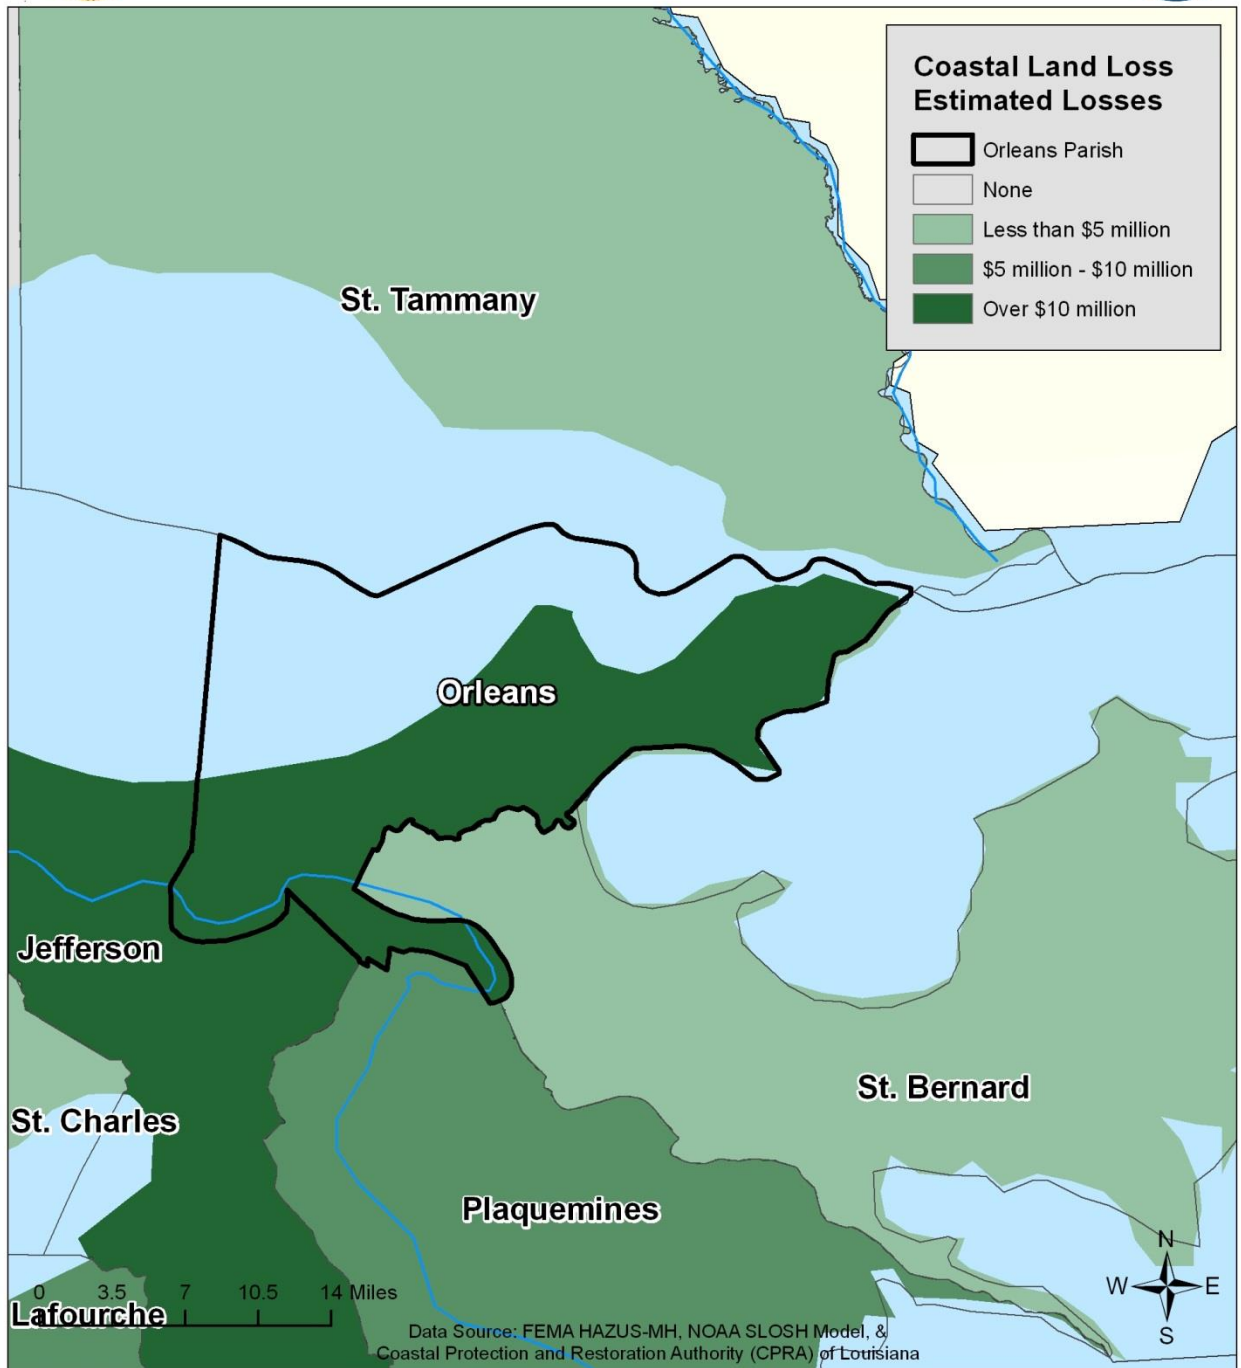 Coastal Land Loss
Estimated Losses
Orleans Parish
None
Less than $5 million
$5 million - $10 million
Over $10 million
St. Tammany
Orleans
Jefferson
St. Charles
St. Bernard
Plaquemines
Lafourche
0 3.5 7 10.5 14 Miles
N
W E
S
Data Source: FEMA HAZUS-MH, NOAA SLOSH Model, &
Coastal Protection and Restoration Authority (CPRA) of Louisiana